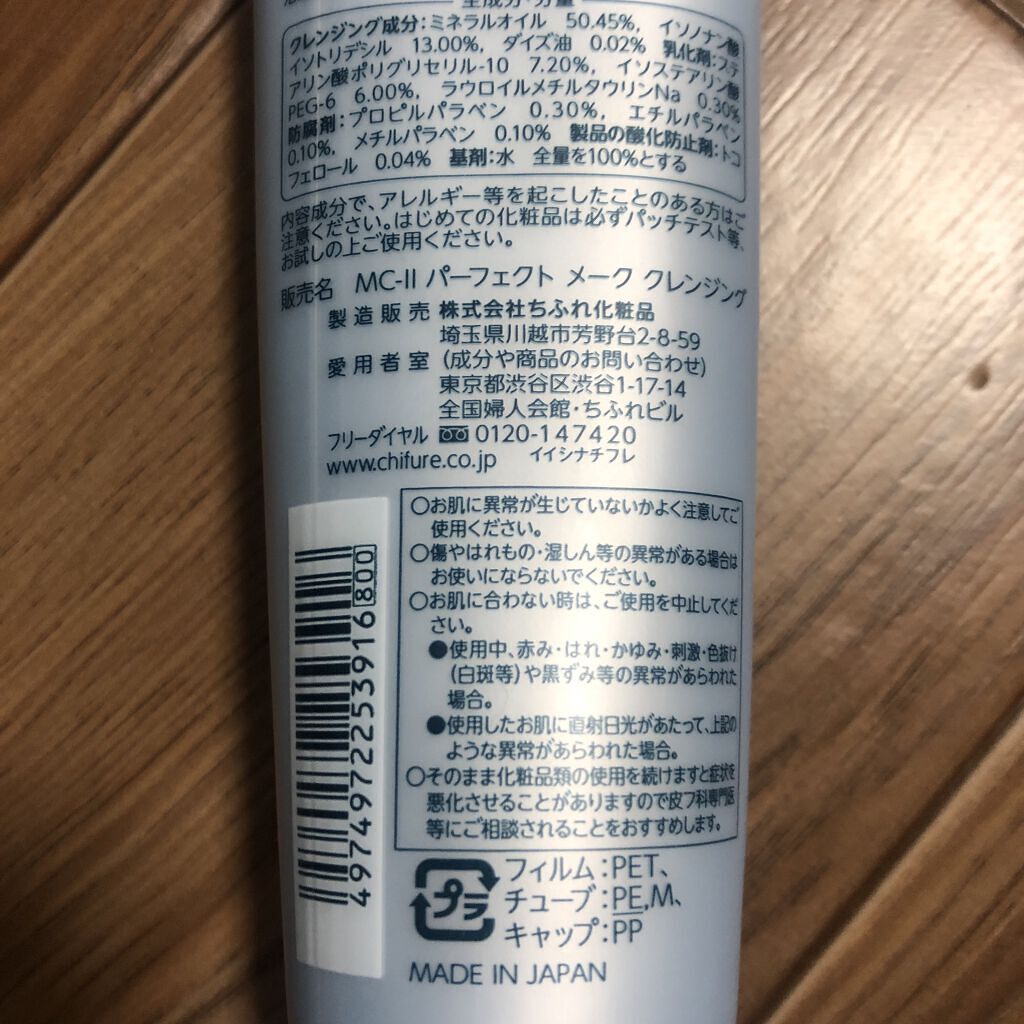 全成分・分量
クレンジング成分：ミネラルオイル 50.45%, イソノナン酸
イソトリデシル 13.00%, ダイズ油 0.02% 乳化剤：ステ
アリン酸ポリグリセリル-10 7.20%, イソステアリン酸
PEG-6 6.00%, ラウロイルメチルタウリンNa 0.30%
防腐剤：プロピルパラベン 0.30%, エチルパラベン
0.10%, メチルパラベン 0.10% 製品の酸化防止剤：トコ
フェロール 0.04% 基剤：水 全量を100%とする
内容成分で、アレルギー等を起こしたことのある方はご
注意ください。はじめての化粧品は必ずパッチテスト等、
お試しの上ご使用ください。
販売名 MC-II パーフェクト メーク クレンジング
製造販売 株式会社ちふれ化粧品
埼玉県川越市芳野台2-8-59
愛用者室 (成分や商品のお問い合わせ)
東京都渋谷区渋谷1-17-14
全国婦人会館・ちふれビル
フリーダイヤル 0120-147420
www.chifure.co.jp イイシナチフレ
○お肌に異常が生じていないかよく注意してご
使用ください。
○傷やはれもの・湿しん等の異常がある場合は
お使いにならないでください。
○お肌に合わない時は、ご使用を中止してくだ
さい。
●使用中、赤み・はれ・かゆみ・刺激・色抜け
(白斑等)や黒ずみ等の異常があらわれた
場合。
●使用したお肌に直射日光があたって、上記の
ような異常があらわれた場合。
○そのまま化粧品類の使用を続けますと症状を
悪化させることがありますので皮フ科専門医
等にご相談されることをおすすめします。
4974972253916 800
プラ
フィルム：PET、
チューブ：PE,M、
キャップ：PP
MADE IN JAPAN